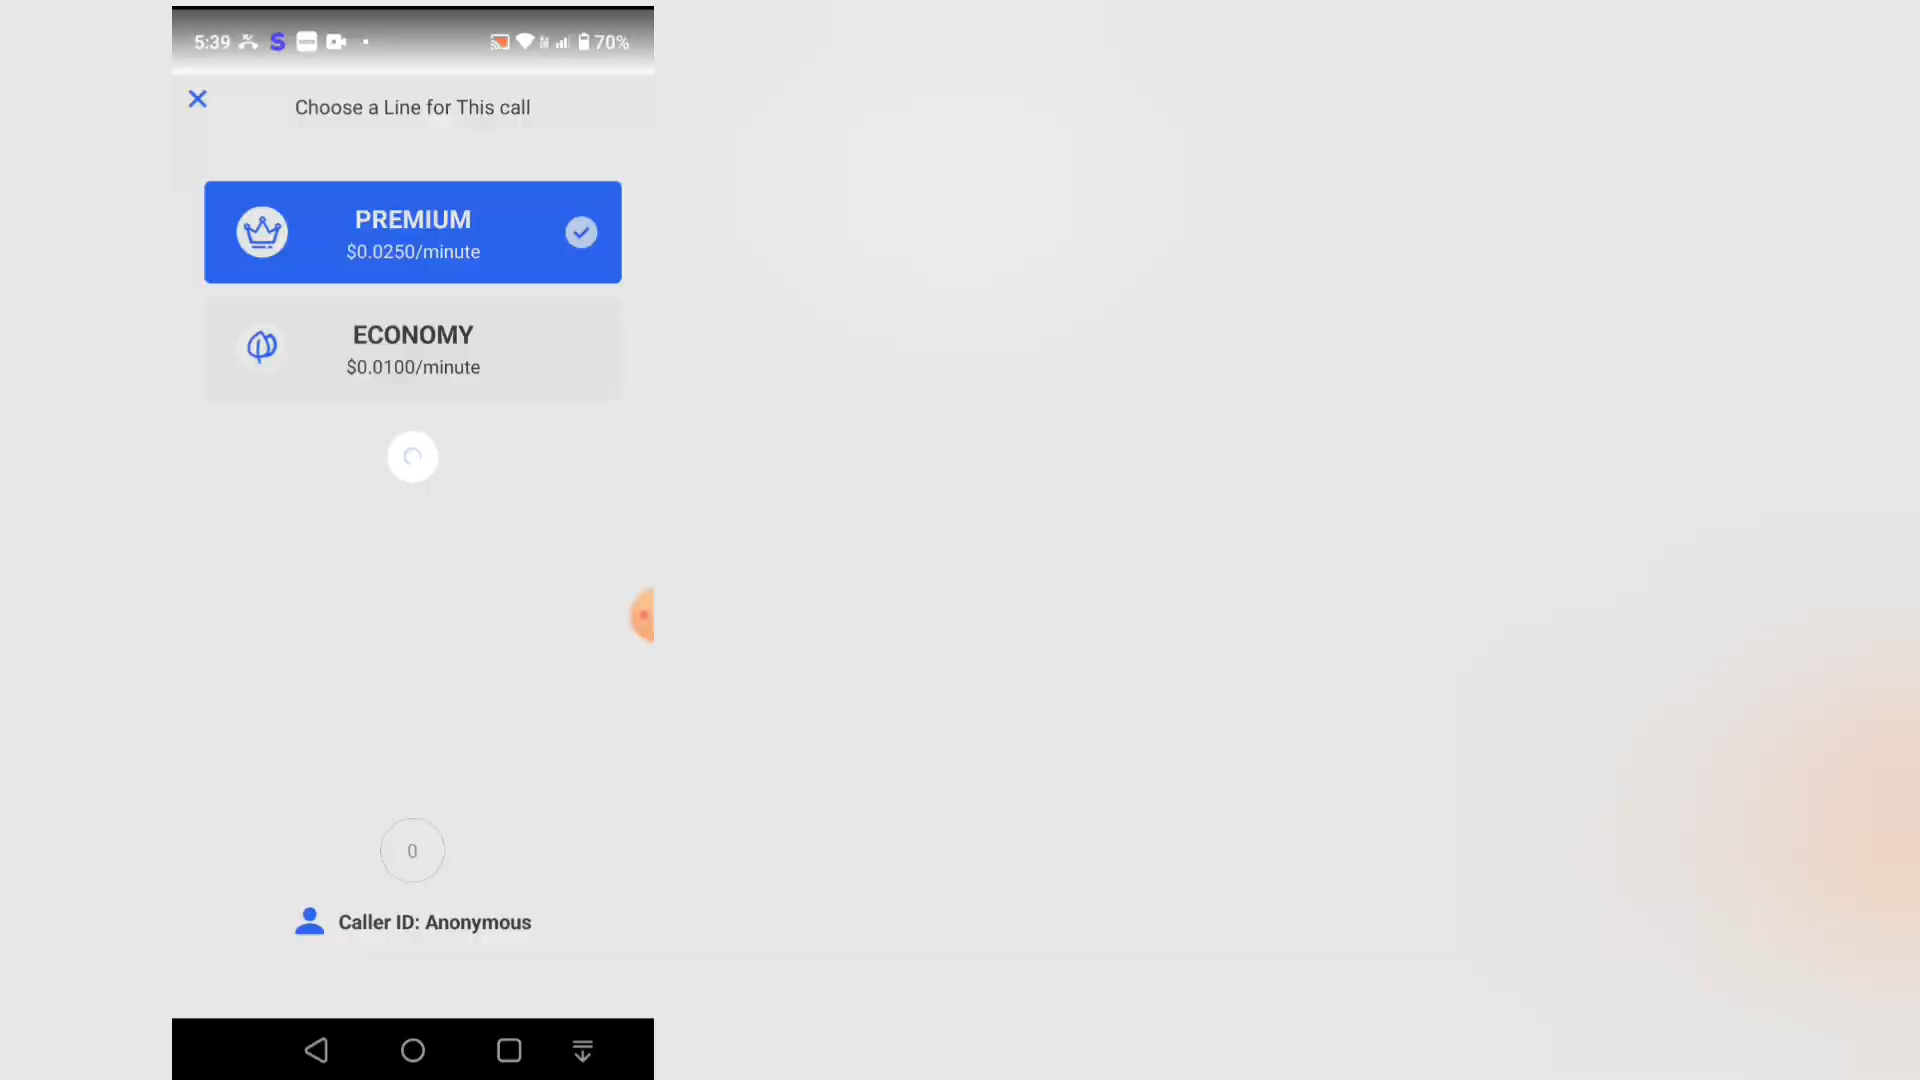 5:39 S 70%
Choose a Line for This call
PREMIUM
$0.0250/minute
ECONOMY
$0.0100/minute
0
Caller ID: Anonymous